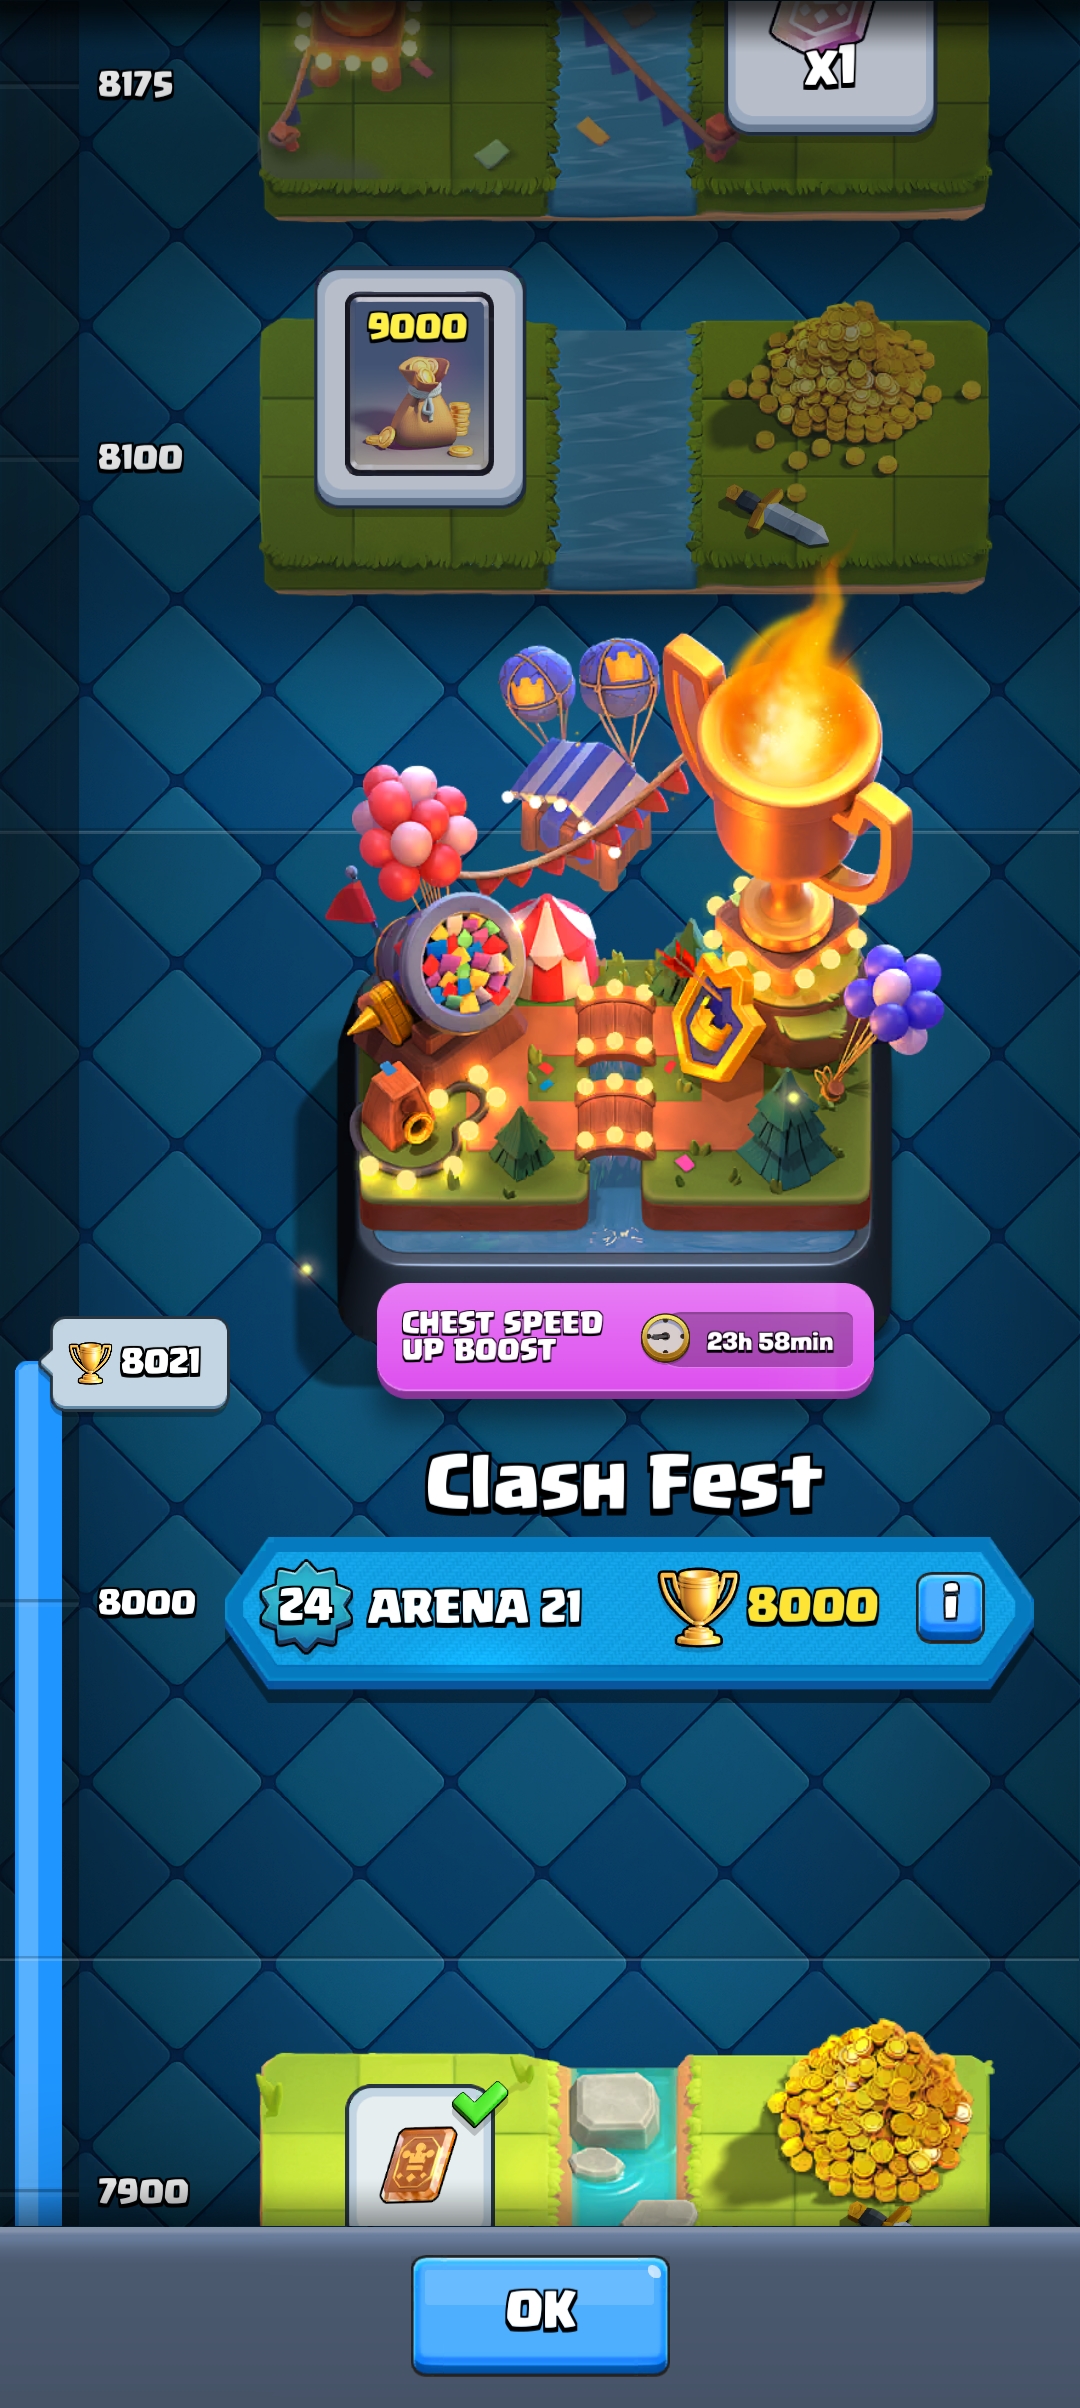 8175
x1
9000
8100
CHEST SPEED
UP BOOST
23h 58min
8021
Clash Fest
8000
24
ARENA 21
8000
i
7900
OK